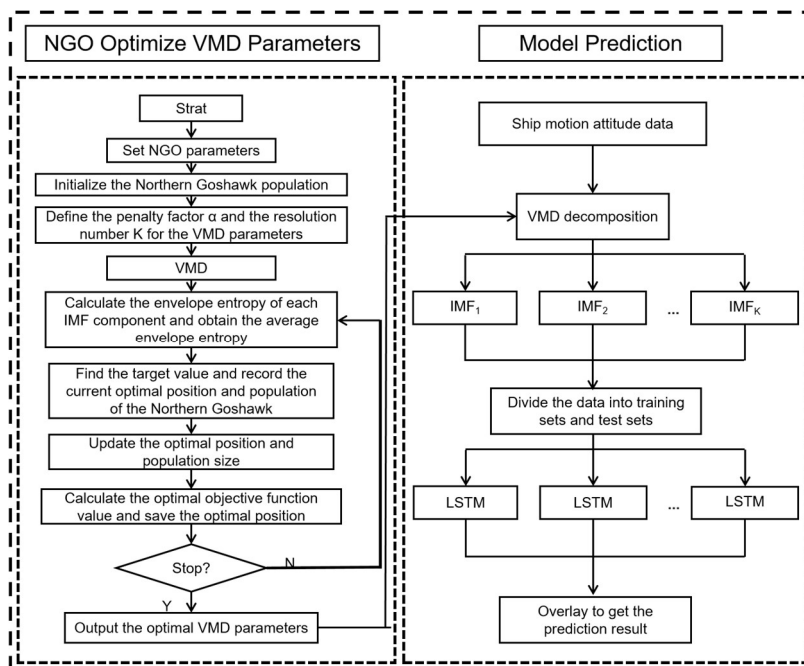 NGO Optimize VMD Parameters
Strat
Set NGO parameters
Initialize the Northern Goshawk population
Define the penalty factor α and the resolution
number K for the VMD parameters
VMD
Calculate the envelope entropy of each
IMF component and obtain the average
envelope entropy
Find the target value and record the
current optimal position and population
of the Northern Goshawk
Update the optimal position and
population size
Calculate the optimal objective function
value and save the optimal position
Stop?
N
Y
Output the optimal VMD parameters
Model Prediction
Ship motion attitude data
VMD decomposition
IMF₁
IMF₂
...
IMFK
Divide the data into training
sets and test sets
LSTM
LSTM
...
LSTM
Overlay to get the
prediction result